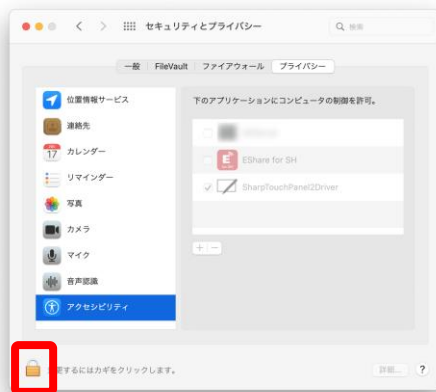 セキュリティとプライバシー
検索
一般 FileVault ファイアウォール プライバシー
位置情報サービス
連絡先
17 カレンダー
リマインダー
写真
カメラ
マイク
音声認識
アクセシビリティ
下のアプリケーションにコンピュータの制御を許可。
EShare for SH
SharpTouchPanel2Driver
+ −
更するにはカギをクリックします。
詳細... ?